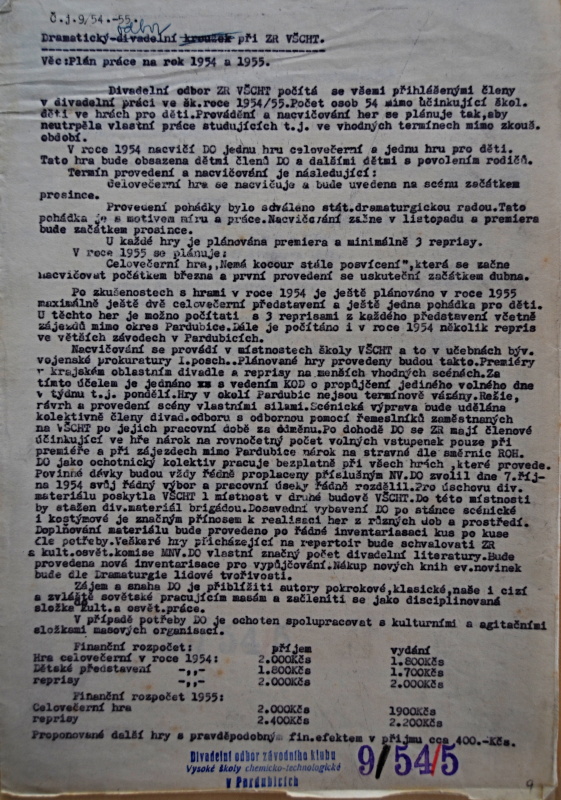 Č.j.9/54.-55.
odbor
Dramatický-divadelní kroužek při ZR VŠCHT.
Věc:Plán práce na rok 1954 a 1955.
Divadelní odbor ZR VŠCHT počítá se všemi přihlášenými členy
v divadelní práci ve šk.roce 1954/55.Počet osob 54 mimo účinkující škol.
děti ve hrách pro děti.Provádění a nacvičování her se plánuje tak,aby
neutrpěla vlastní práce studujících t.j. ve vhodných termínech mimo zkouš.
období.
V roce 1954 nacvičí DO jednu hru celovečerní a jednu hru pro děti.
Tato hra bude obsazena dětmi členů DO a dalšími dětmi s povolením rodičů.
Termín provedení a nacvičování je následující:
Celovečerní hra se nacvičuje a bude uvedena na scénu začátkem
prosince.
Provedení pohádky bylo schváleno stát.dramaturgickou radou.Tato
pohádka je s motivem míru a práce.Nacvičování začne v listopadu a premiera
bude začátkem prosince.
U každé hry je plánována premiera a minimálně 3 reprisy.
V roce 1955 se plánuje:
Celovečerní hra,,Nemá kocour stále posvícení",která se začne
nacvičovat počátkem března a první provedení se uskuteční začátkem dubna.
Po zkušenostech s hrami v roce 1954 je ještě plánováno v roce 1955
maximálně ještě dvě celovečerní představení a ještě jedna pohádka pro děti.
U těchto her je možno počítati s 3 reprisami z každého představení včetně
zájezdů mimo okres Pardubice.Dále je počítáno i v roce 1954 několik repris
ve větších závodech v Pardubicích.
Nacvičování se provádí v místnostech školy VŠCHT a to v učebnách býv.
vojenské prokuratury 1.posch..Plánované hry provedeny budou takto.Premiéry
v krajském oblastním divadle a reprisy na menších vhodných scénách.Za
tímto účelem je jednáno xm s vedením KOD o propůjčení jediného volného dne
v týdnu t.j. pondělí.Hry v okolí Pardubic nejsou termínově vázány.Režie,
návrh a provedení scény vlastními silami.Scénická výprava bude udělána
kolektivně členy divad.odboru s odbornou pomocí řemeslníků zaměstnaných
na VŠCHT po jejich pracovní době za odměnu.Po dohodě DO se ZR mají členové
účinkující ve hře nárok na rovnočetný počet volných vstupenek pouze při
premiéře a při zájezdech mimo Pardubice nárok na stravné dle směrnic ROH.
DO jako ochotnický kolektiv pracuje bezplatně při všech hrách ,které provede.
Povinné dávky budou vždy řádně proplaceny příslušným NV.DO zvolil dne 7.Říj-
na 1954 svůj řádný výbor a pracovní úseky řádně rozdělil.Pro úschovu div.
materiálu poskytla VŠCHT 1 místnost v druhé budově VŠCHT.Do této místnosti
by stažen div.materiál brigádou.Dosavadní vybavení DO po stánce scénické
i kostýmové je značným přínosem k realisaci her z různých dob a prostředí.
Doplňování materiálu bude provedeno po řádné inventarisaci kus po kuse
dle potřeby.Veškeré hry přicházející na repertoir bude schvalovati ZR
a kult.osvět.komise MNV.DO vlastní značný počet divadelní literatury.Bude
provedena nová inventarisace pro vypůjčování.Nákup nových knih ev.novinek
bude dle Dramaturgie lidové tvořivosti.
Zájem a snaha DO je přiblížiti autory pokrokové,klasické,naše i cizí
a zvláště sovětské pracujícím masám a začleniti se jako disciplinovaná
složka kult.a osvět.práce.
V případě potřeby DO je ochoten spolupracovat s kulturními a agitačními
složkami masových organisací.
Finanční rozpočet: příjem vydání
Hra celovečerní v roce 1954: 2.000Kčs 1.800Kčs
Dětské představení -,,- 1.800Kčs 1.700Kčs
reprisy -,,- 2.000Kčs 2.000Kčs
Finanční rozpočet 1955:
Celovečerní hra 2.000Kčs 1900Kčs
reprisy 2.400Kčs 2.200Kčs
Proponované další hry s pravděpodobným fin.efektem v příjmu cca 400.-Kčs.
Divadelní odbor závodního klubu
Vysoké školy chemicko-technologické
v Pardubicích
9/54/5
9